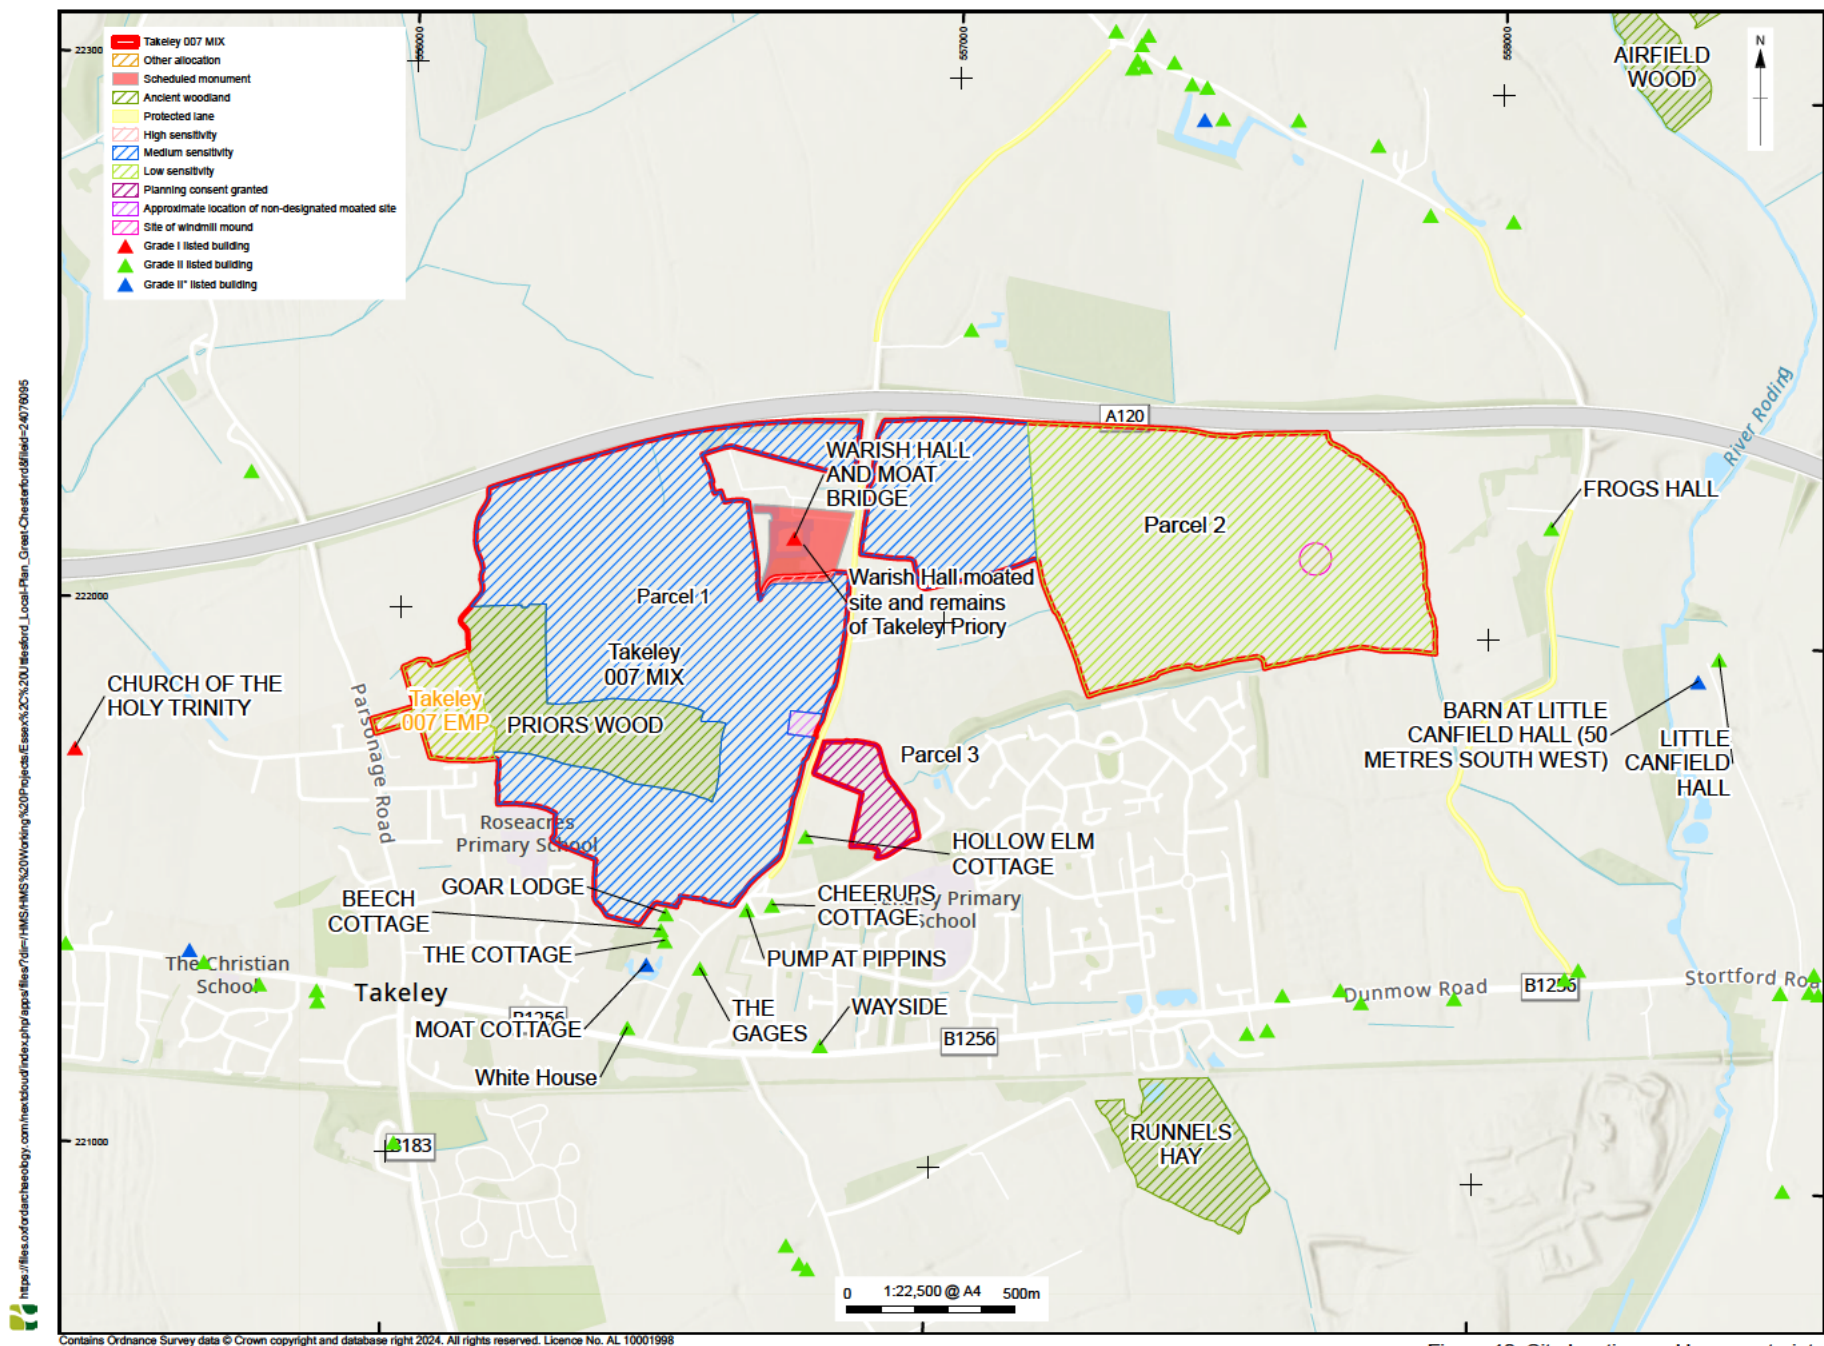 Takeley 007 MIX
Other allocation
Scheduled monument
Ancient woodland
Protected lane
High sensitivity
Medium sensitivity
Low sensitivity
Planning consent granted
Approximate location of non-designated moated site
Site of windmill mound
Grade I listed building
Grade II listed building
Grade II* listed building
557000
N
AIRFIELD
WOOD
A120
River Roding
WARISH HALL
AND MOAT
BRIDGE
Parcel 2
FROGS HALL
222000
Parcel 1
Warish Hall moated
site and remains
of Takeley Priory
Takeley
007 MIX
CHURCH OF THE
HOLY TRINITY
Takeley
007 EMP
PRIORS WOOD
Parsonage Road
Parcel 3
BARN AT LITTLE
CANFIELD HALL (50
METRES SOUTH WEST)
LITTLE
CANFIELD
HALL
Roseacres
Primary School
HOLLOW ELM
COTTAGE
GOAR LODGE
BEECH
COTTAGE
CHEERUPS
COTTAGE
Primary
School
THE COTTAGE
PUMP AT PIPPINS
The Christian
School
Takeley
B1256
MOAT COTTAGE
THE
GAGES
WAYSIDE
B1256
Dunmow Road
B1256
Stortford Roa
White House
221000
B183
RUNNELS
HAY
0 1:22,500 @ A4 500m
Contains Ordnance Survey data © Crown copyright and database right 2024. All rights reserved. Licence No. AL 10001998